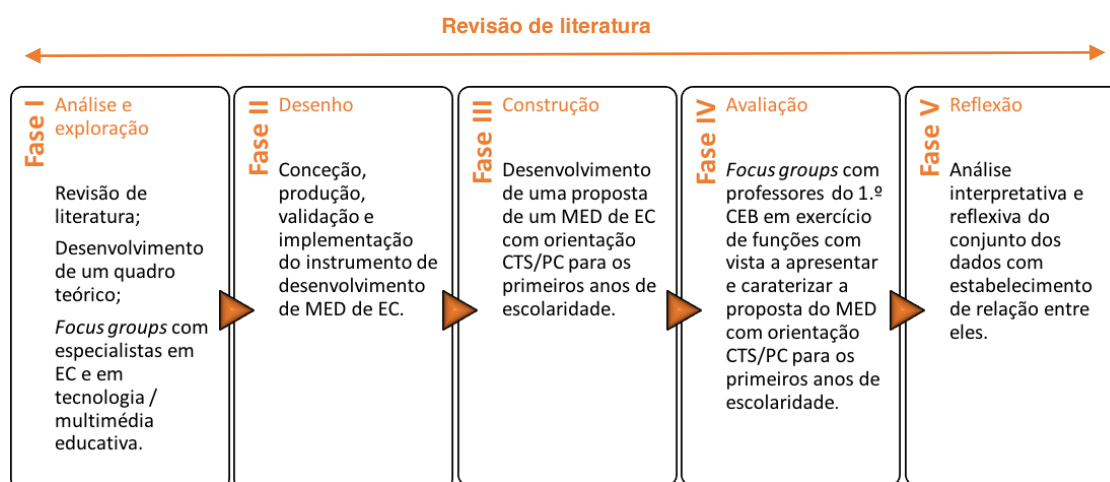 Revisão de literatura
Fase I
Análise e
exploração
Revisão de
literatura;
Desenvolvimento
de um quadro
teórico;
Focus groups com
especialistas em
EC e em
tecnologia /
multimédia
educativa.
Fase II
Desenho
Conceção,
produção,
validação e
implementação
do instrumento de
desenvolvimento
de MED de EC.
Fase III
Construção
Desenvolvimento
de uma proposta
de um MED de EC
com orientação
CTS/PC para os
primeiros anos de
escolaridade.
Fase IV
Avaliação
Focus groups com
professores do 1.º
CEB em exercício
de funções com
vista a apresentar
e caraterizar a
proposta do MED
com orientação
CTS/PC para os
primeiros anos de
escolaridade.
Fase V
Reflexão
Análise
interpretativa e
reflexiva do
conjunto dos
dados com
estabelecimento
de relação entre
eles.